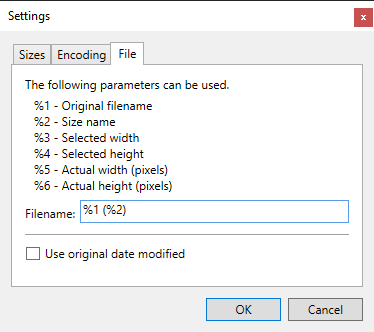 Settings
x
Sizes Encoding File
The following parameters can be used.
%1 - Original filename
%2 - Size name
%3 - Selected width
%4 - Selected height
%5 - Actual width (pixels)
%6 - Actual height (pixels)
Filename: %1 (%2)
Use original date modified
OK Cancel